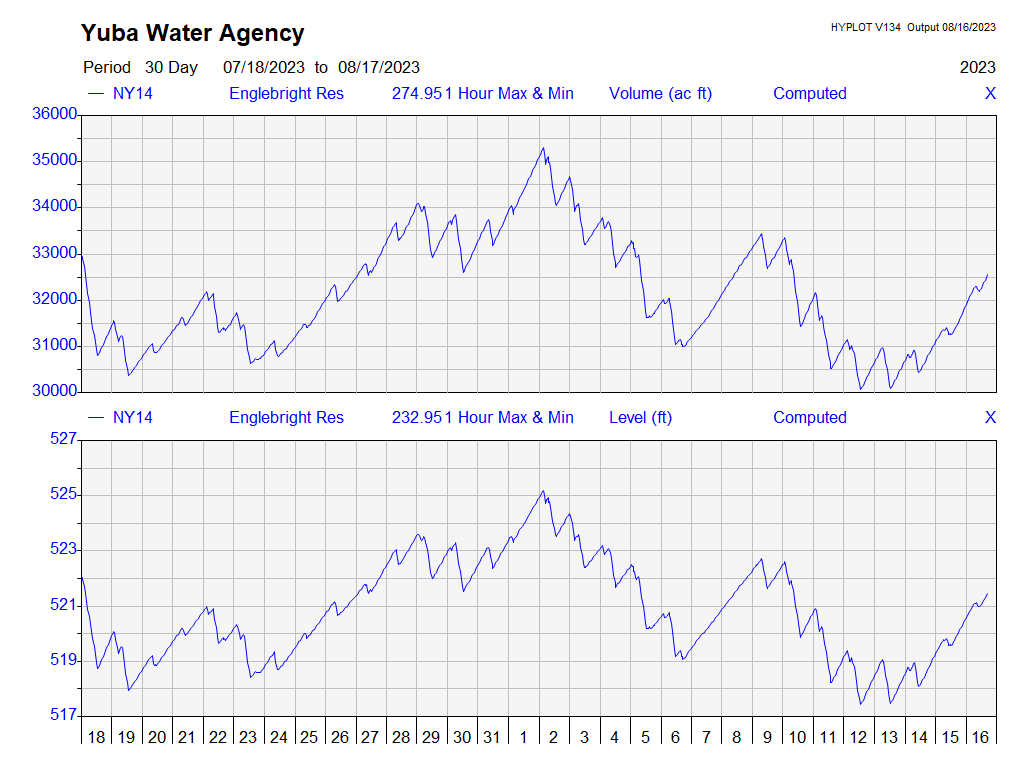 Yuba Water Agency
HYPLOT V134 Output 08/16/2023
Period 30 Day 07/18/2023 to 08/17/2023
2023
NY14 Englebright Res 274.951 Hour Max & Min Volume (ac ft) Computed X
36000
35000
34000
33000
32000
31000
30000
NY14 Englebright Res 232.951 Hour Max & Min Level (ft) Computed X
527
525
523
521
519
517
18 19 20 21 22 23 24 25 26 27 28 29 30 31 1 2 3 4 5 6 7 8 9 10 11 12 13 14 15 16